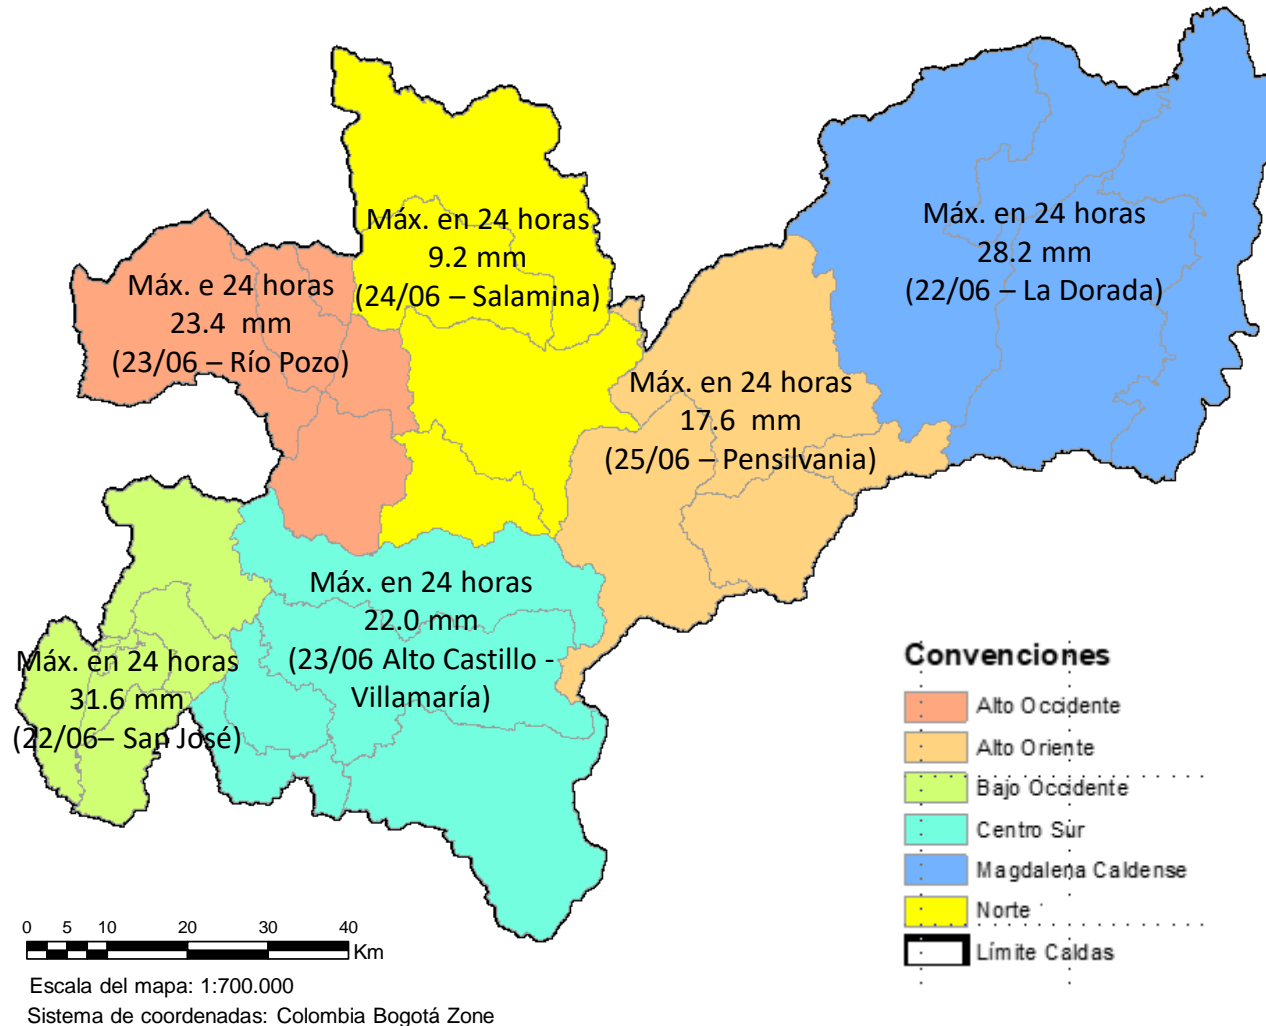 Máx. en 24 horas
9.2 mm
(24/06 – Salamina)
Máx. en 24 horas
28.2 mm
(22/06 – La Dorada)
Máx. e 24 horas
23.4 mm
(23/06 – Río Pozo)
Máx. en 24 horas
17.6 mm
(25/06 – Pensilvania)
Máx. en 24 horas
22.0 mm
(23/06 Alto Castillo -
Villamaría)
Máx. en 24 horas
31.6 mm
(22/06– San José)
Convenciones
Alto Occidente
Alto Oriente
Bajo Occidente
Centro Sur
Magdalena Caldense
Norte
Límite Caldas
0 5 10 20 30 40
Km
Escala del mapa: 1:700.000
Sistema de coordenadas: Colombia Bogotá Zone